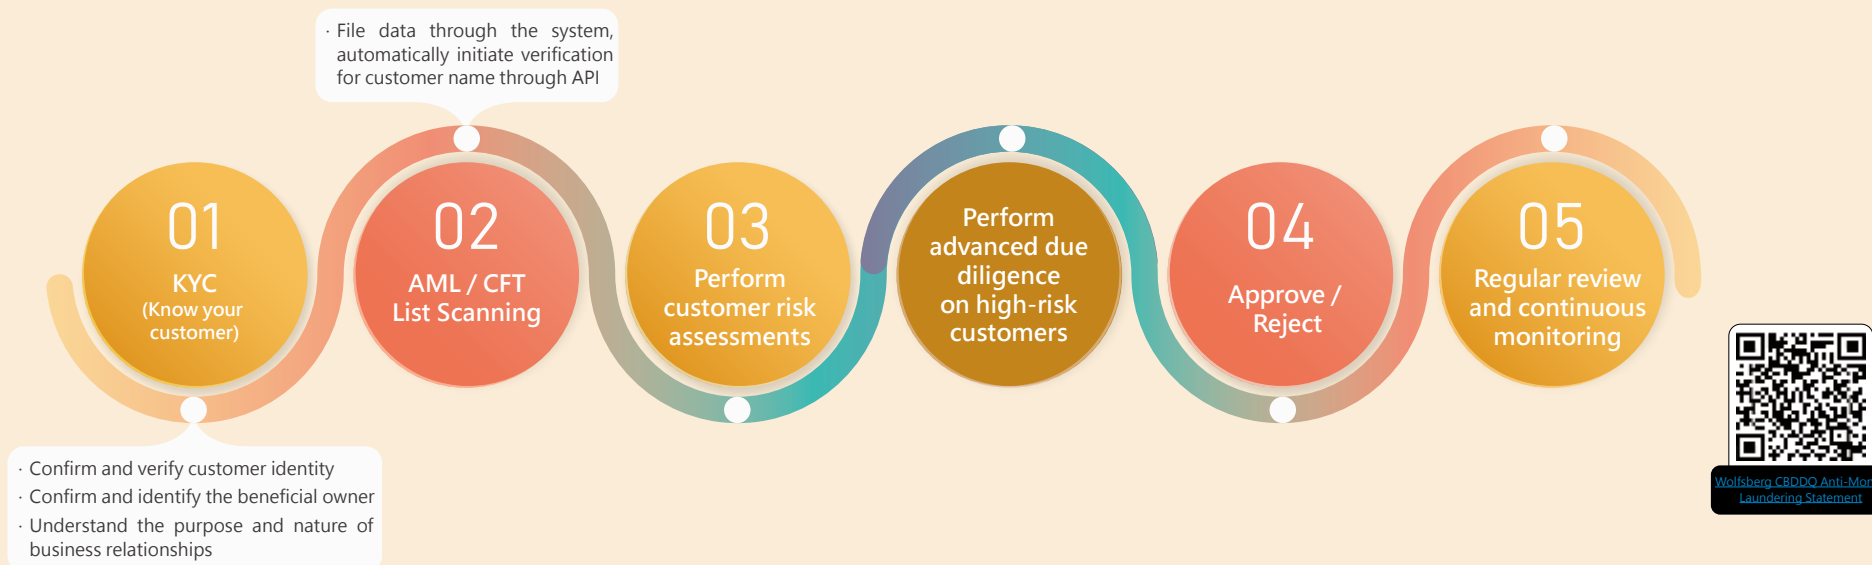 · File data through the system,
automatically initiate verification
for customer name through API
01
KYC
(Know your
customer)
02
AML / CFT
List Scanning
03
Perform
customer risk
assessments
Perform
advanced due
diligence
on high-risk
customers
04
Approve /
Reject
05
Regular review
and continuous
monitoring
· Confirm and verify customer identity
· Confirm and identify the beneficial owner
· Understand the purpose and nature of
business relationships
Wolfsberg CBDDQ Anti-Mon
Laundering Statement